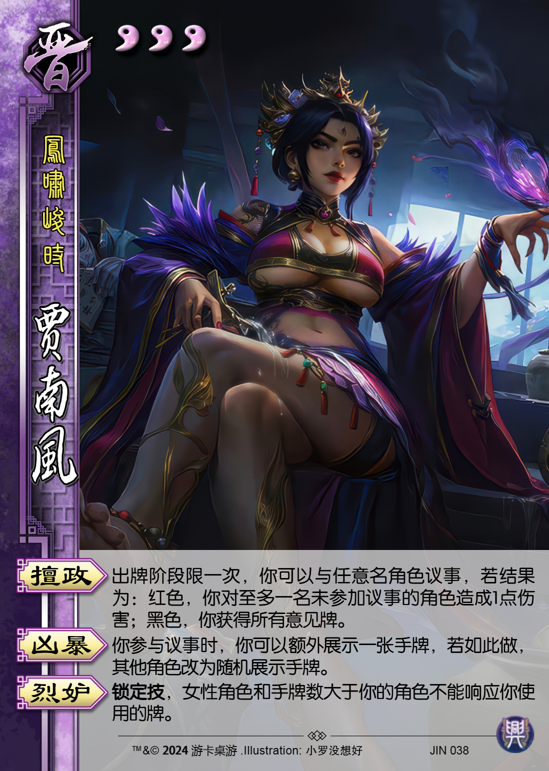 晋
鳳嘯峻時
賈南風
擅政
出牌阶段限一次，你可以与任意名角色议事，若结果
为：红色，你对至多一名未参加议事的角色造成1点伤
害；黑色，你获得所有意见牌。
凶暴
你参与议事时，你可以额外展示一张手牌，若如此做，
其他角色改为随机展示手牌。
烈妒
锁定技，女性角色和手牌数大于你的角色不能响应你使
用的牌。
™&© 2024 游卡桌游 .Illustration: 小罗没想好
JIN 038
興